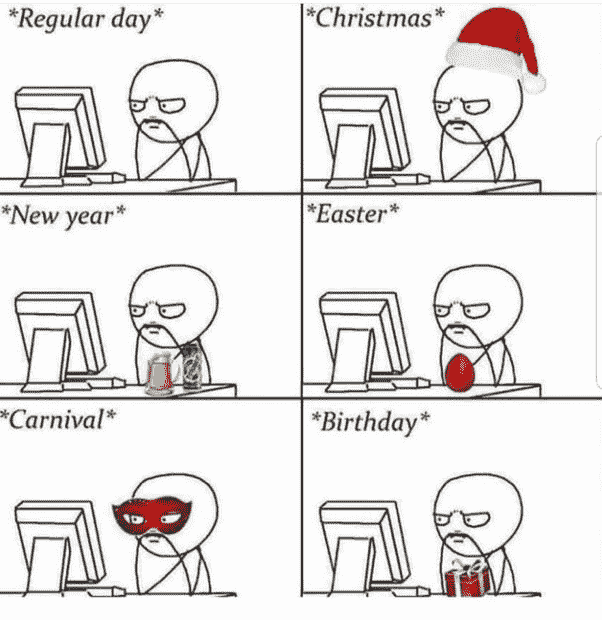 *Regular day*
*Christmas*
*New year*
*Easter*
*Carnival*
*Birthday*